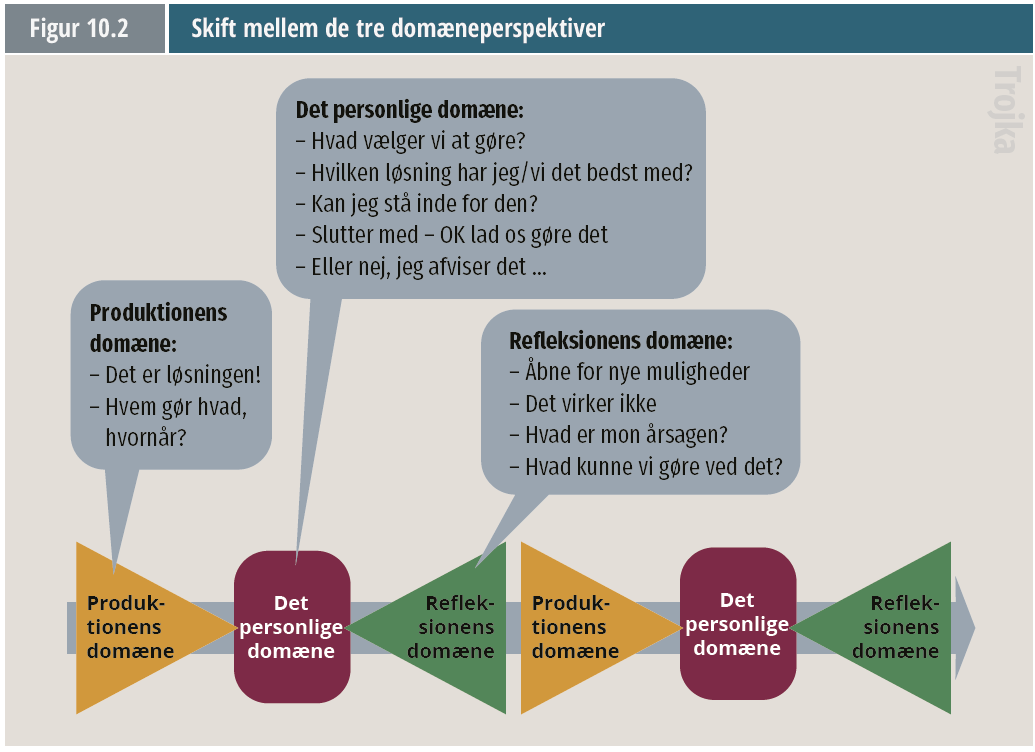 Figur 10.2
Skift mellem de tre domæneperspektiver
Trojka
Det personlige domæne:
– Hvad vælger vi at gøre?
– Hvilken løsning har jeg/vi det bedst med?
– Kan jeg stå inde for den?
– Slutter med – OK lad os gøre det
– Eller nej, jeg afviser det ...
Produktionens
domæne:
– Det er løsningen!
– Hvem gør hvad,
hvornår?
Refleksionens domæne:
– Åbne for nye muligheder
– Det virker ikke
– Hvad er mon årsagen?
– Hvad kunne vi gøre ved det?
Produk-
tionens
domæne
Det
personlige
domæne
Reflek-
sionens
domæne
Produk-
tionens
domæne
Det
personlige
domæne
Reflek-
sionens
domæne